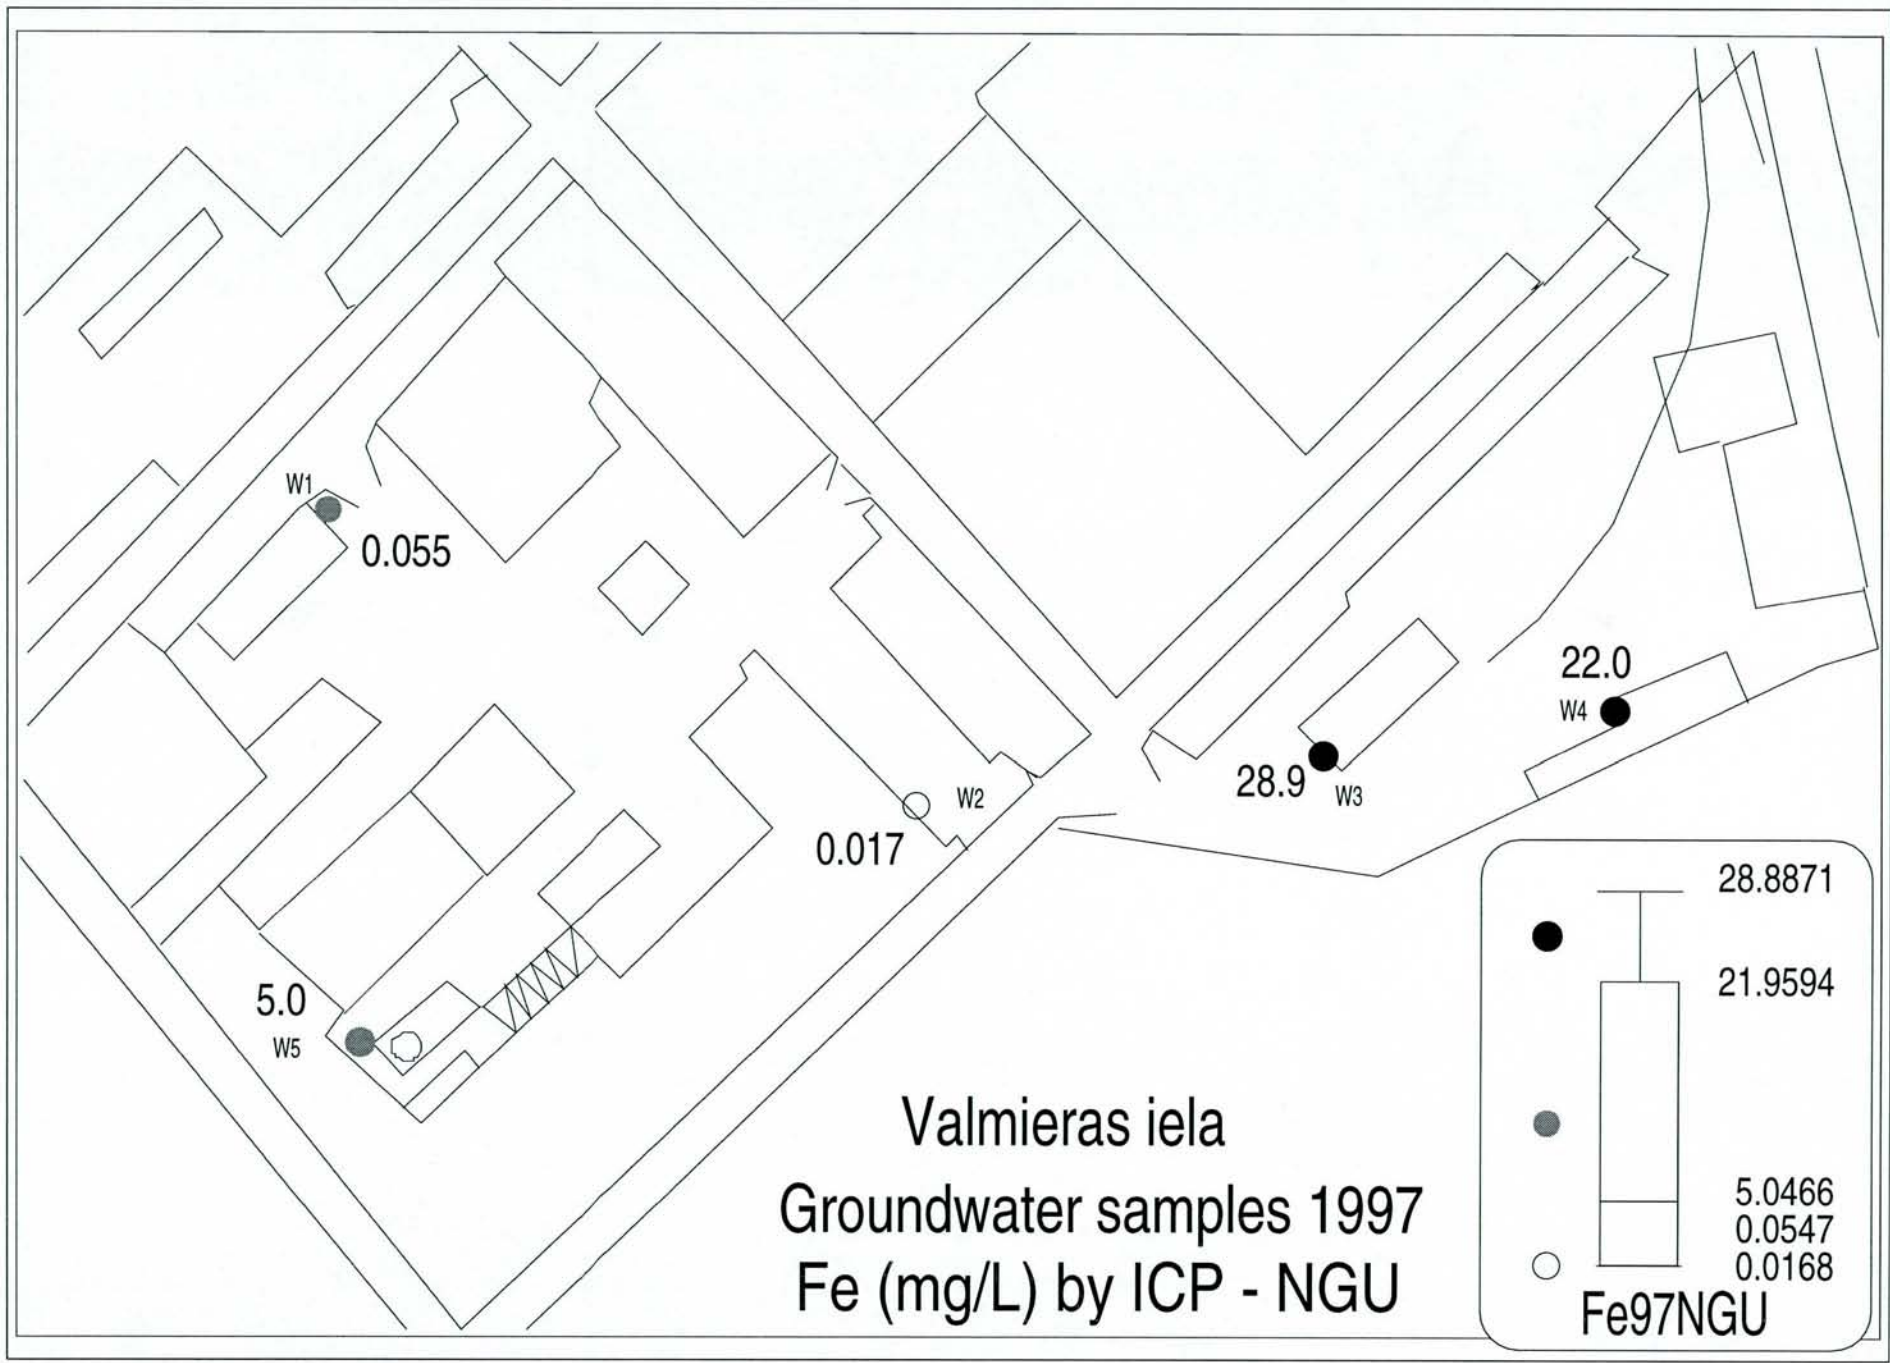 W1
0.055
22.0
W4
28.9
W3
W2
0.017
5.0
W5
Valmieras iela
Groundwater samples 1997
Fe (mg/L) by ICP - NGU
28.8871
21.9594
5.0466
0.0547
0.0168
Fe97NGU